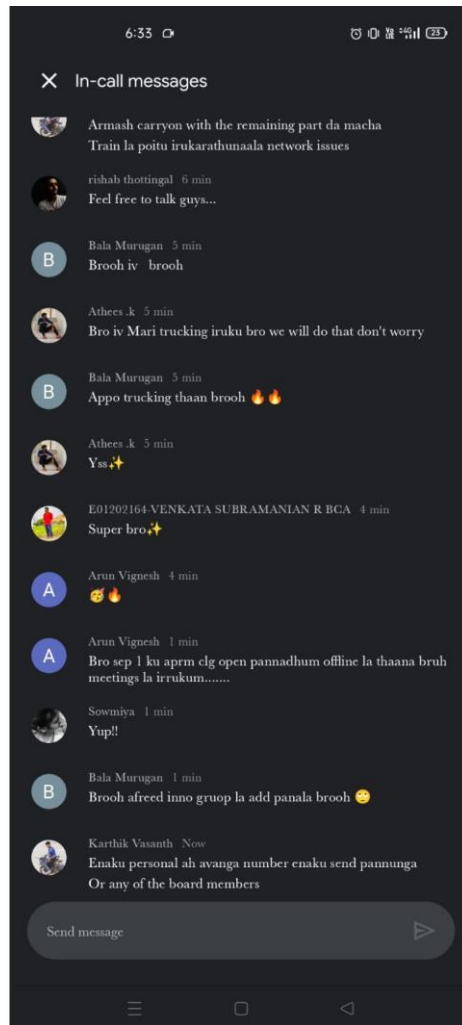 6:33
23
In-call messages
Armash carryon with the remaining part da macha
Train la poitu irukarathunaala network issues
rishab thottingal 6 min
Feel free to talk guys...
B
Bala Murugan 5 min
Brooh iv brooh
Athees .k 5 min
Bro iv Mari trucking iruku bro we will do that don't worry
B
Bala Murugan 5 min
Appo trucking thaan brooh 🔥🔥
Athees .k 5 min
Yss✨
E01202164-VENKATA SUBRAMANIAN R BCA 4 min
Super bro✨
A
Arun Vignesh 4 min
🥳🔥
A
Arun Vignesh 1 min
Bro sep 1 ku aprm clg open pannadhum offline la thaana bruh
meetings la irrukum.......
Sowmiya 1 min
Yup!!
B
Bala Murugan 1 min
Brooh afreed inno gruop la add panala brooh 🙄
Karthik Vasanth Now
Enaku personal ah avanga number enaku send pannunga
Or any of the board members
Send message